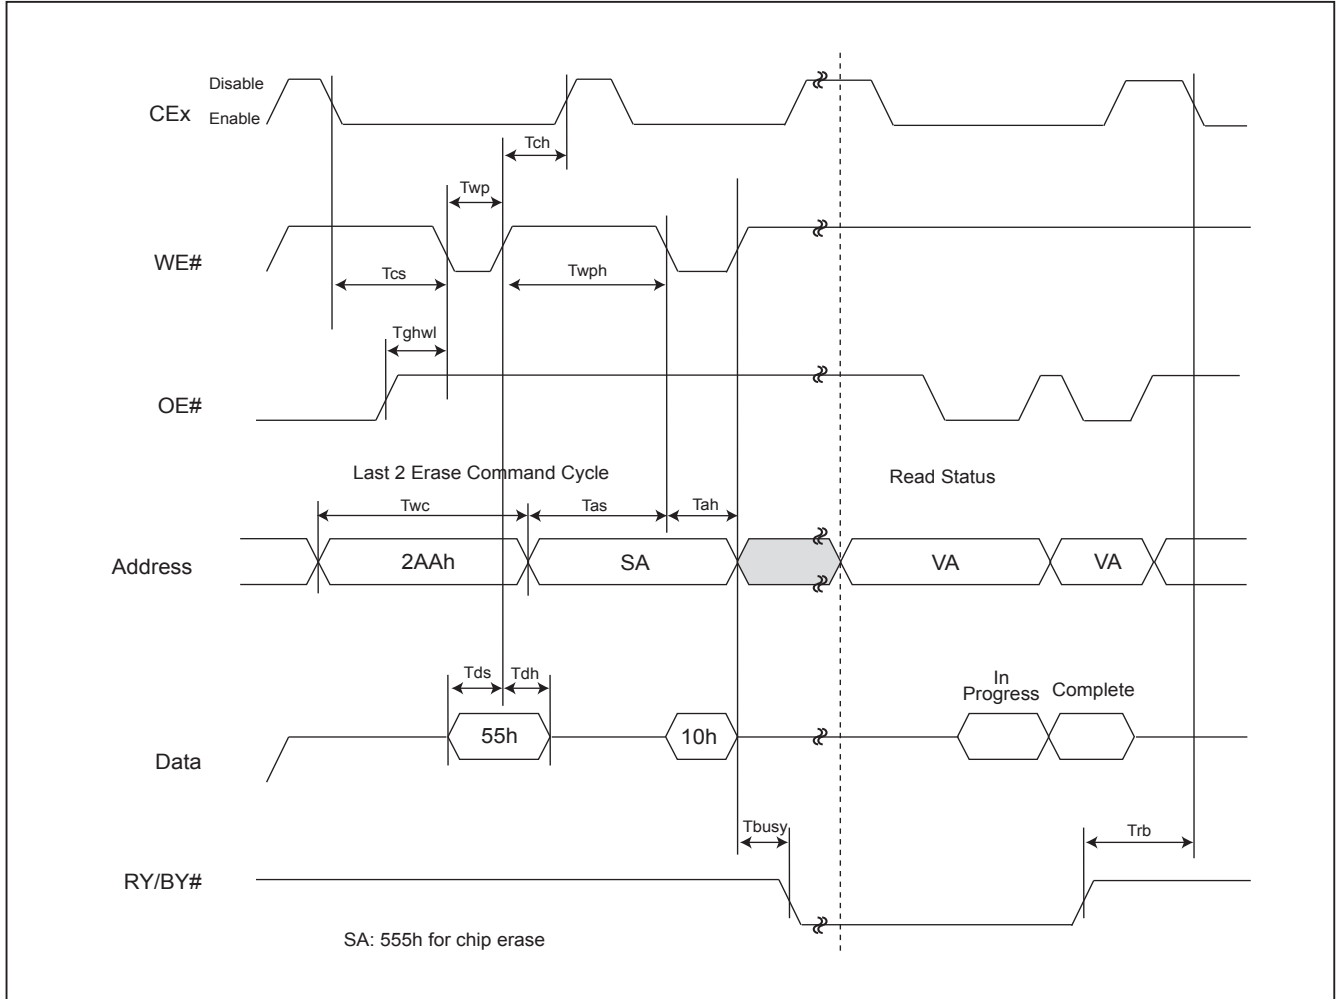 Disable
CEx
Enable
Tch
Twp
WE#
Tcs
Twph
Tghwl
OE#
Last 2 Erase Command Cycle
Read Status
Twc
Tas
Tah
Address
2AAh
SA
VA
VA
Tds
Tdh
In
Progress
Complete
Data
55h
10h
Tbusy
Trb
RY/BY#
SA: 555h for chip erase